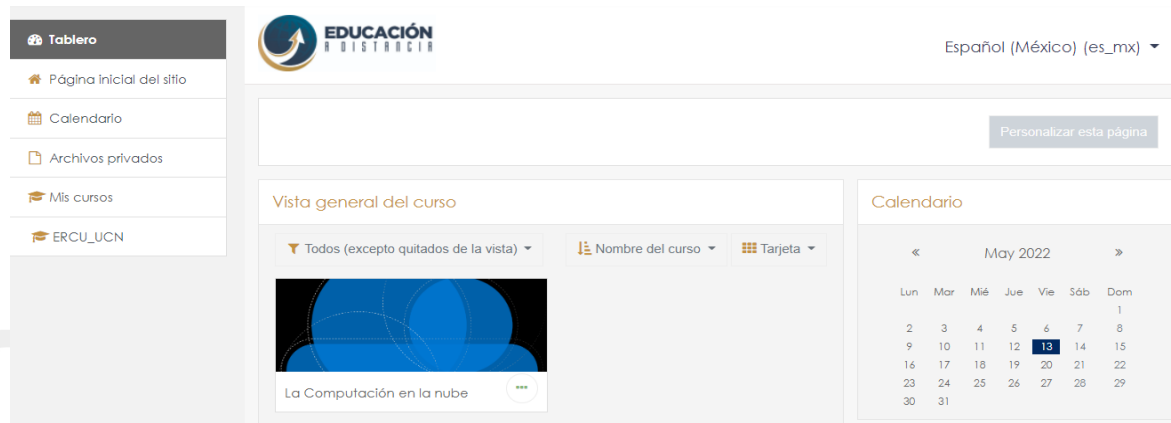 Tablero
Página inicial del sitio
Calendario
Archivos privados
Mis cursos
ERCU_UCN
EDUCACIÓN
A DISTANCIA
Español (México) (es_mx)
Personalizar esta página
Vista general del curso
Todos (excepto quitados de la vista)
Nombre del curso
Tarjeta
La Computación en la nube
Calendario
« May 2022 »
Lun Mar Mié Jue Vie Sáb Dom
1
2 3 4 5 6 7 8
9 10 11 12 13 14 15
16 17 18 19 20 21 22
23 24 25 26 27 28 29
30 31